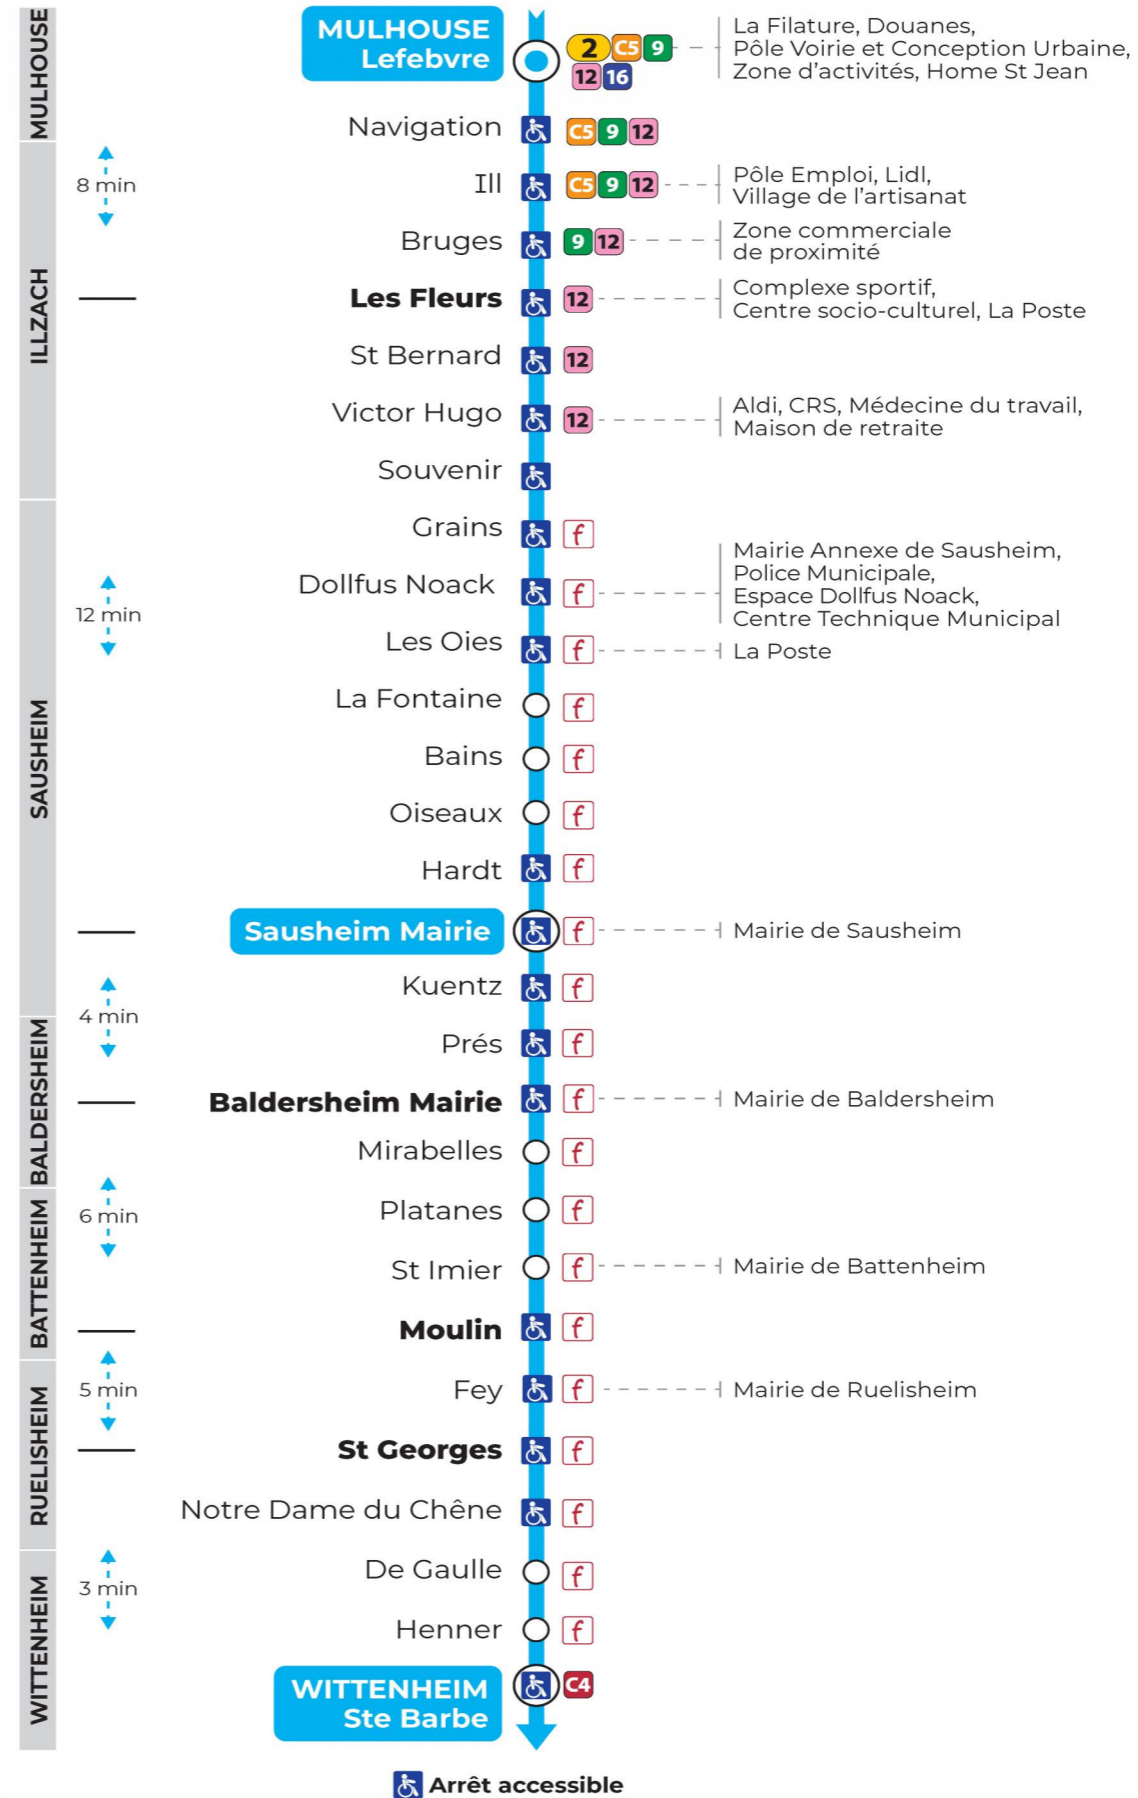 MULHOUSE
MULHOUSE
Lefebvre
2 C5 9
12 16
La Filature, Douanes,
Pôle Voirie et Conception Urbaine,
Zone d'activités, Home St Jean
Navigation
C5 9 12
ILLZACH
8 min
Ill
C5 9 12
Pôle Emploi, Lidl,
Village de l'artisanat
Bruges
9 12
Zone commerciale
de proximité
Les Fleurs
12
Complexe sportif,
Centre socio-culturel, La Poste
St Bernard
12
Victor Hugo
12
Aldi, CRS, Médecine du travail,
Maison de retraite
Souvenir
SAUSHEIM
Grains
f
12 min
Dollfus Noack
f
Mairie Annexe de Sausheim,
Police Municipale,
Espace Dollfus Noack,
Centre Technique Municipal
Les Oies
f
La Poste
La Fontaine
f
Bains
f
Oiseaux
f
Hardt
f
Sausheim Mairie
f
Mairie de Sausheim
Kuentz
f
4 min
BALDERSHEIM
Prés
f
Baldersheim Mairie
f
Mairie de Baldersheim
Mirabelles
f
BATTENHEIM
6 min
Platanes
f
St Imier
f
Mairie de Battenheim
Moulin
f
RUELISHEIM
5 min
Fey
f
Mairie de Ruelisheim
St Georges
f
Notre Dame du Chêne
f
WITTENHEIM
3 min
De Gaulle
f
Henner
f
WITTENHEIM
Ste Barbe
C4
Arrêt accessible